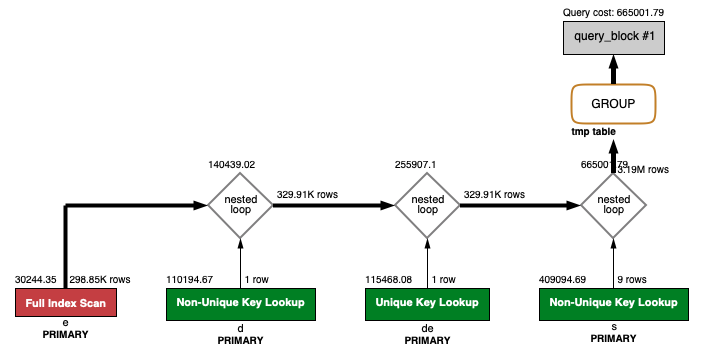 Query cost: 665001.79
query_block #1
GROUP
tmp table
140439.02
255907.1
665001.79
3.19M rows
nested
loop
329.91K rows
nested
loop
329.91K rows
nested
loop
30244.35
298.85K rows
110194.67
1 row
115468.08
1 row
409094.69
9 rows
Full Index Scan
Non-Unique Key Lookup
Unique Key Lookup
Non-Unique Key Lookup
e
d
de
s
PRIMARY
PRIMARY
PRIMARY
PRIMARY